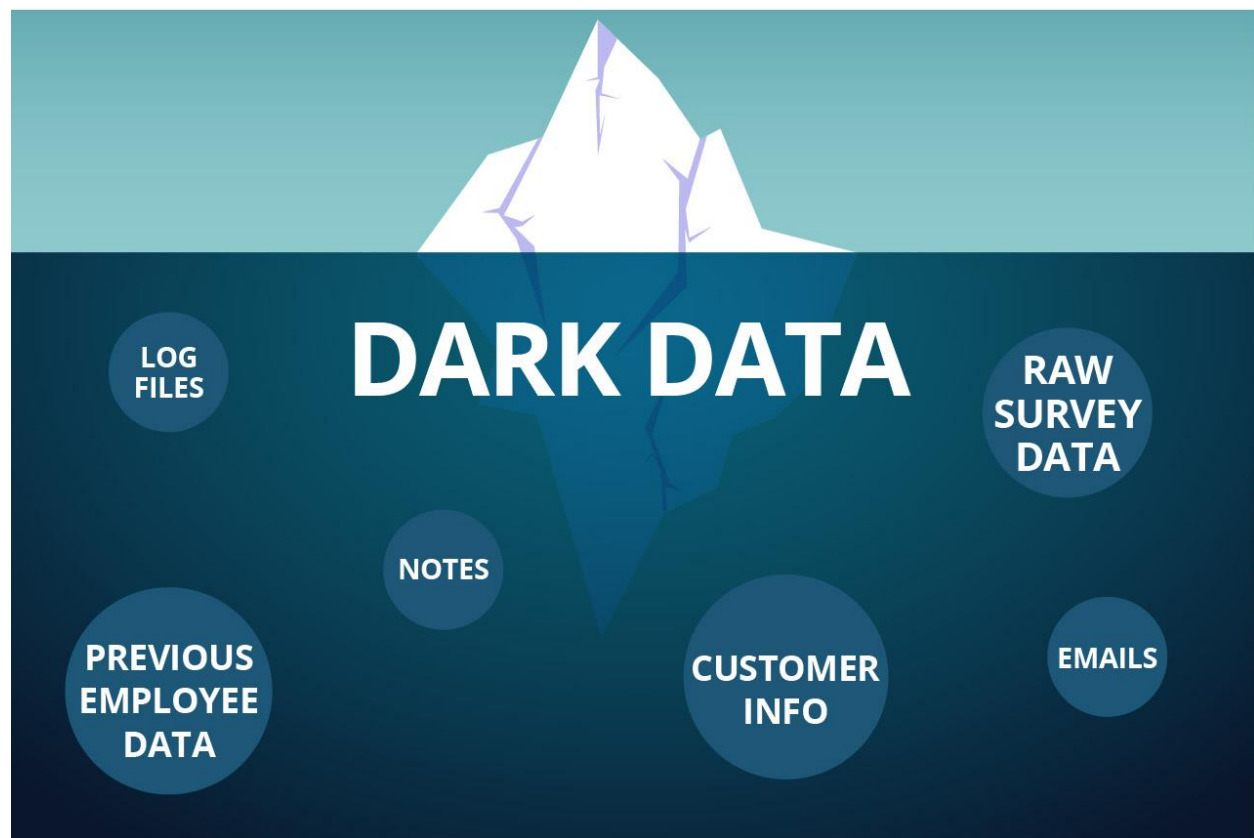 DARK DATA
LOG
FILES
RAW
SURVEY
DATA
NOTES
PREVIOUS
EMPLOYEE
DATA
CUSTOMER
INFO
EMAILS